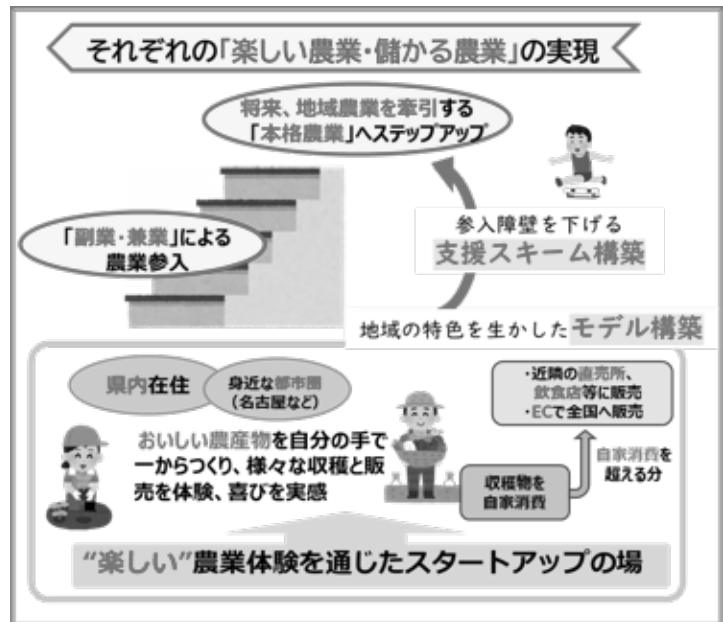 それぞれの「楽しい農業・儲かる農業」の実現
将来、地域農業を牽引する
「本格農業」へステップアップ
「副業・兼業」による
農業参入
参入障壁を下げる
支援スキーム構築
地域の特色を生かしたモデル構築
県内在住
身近な都市圏
(名古屋など)
おいしい農産物を自分の手で
一からつくり、様々な収穫と販
売を体験、喜びを実感
・近隣の直売所、
飲食店等に販売
・ECで全国へ販売
収穫物を
自家消費
自家消費を
超える分
“楽しい”農業体験を通じたスタートアップの場